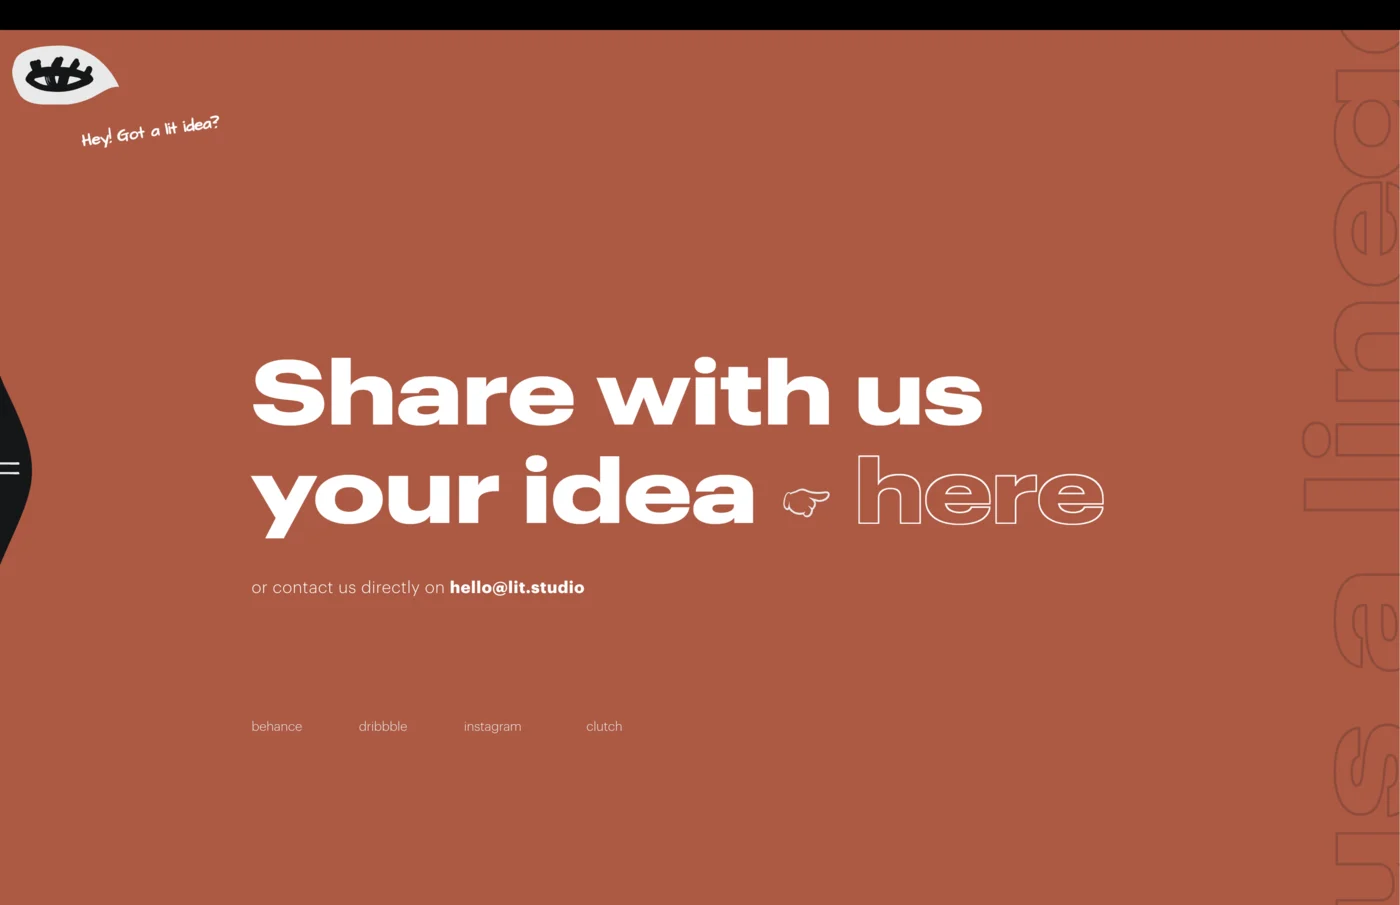 Hey! Got a lit idea?
Share with us
your idea 👉 here
or contact us directly on hello@lit.studio
behance dribbble instagram clutch
us a line